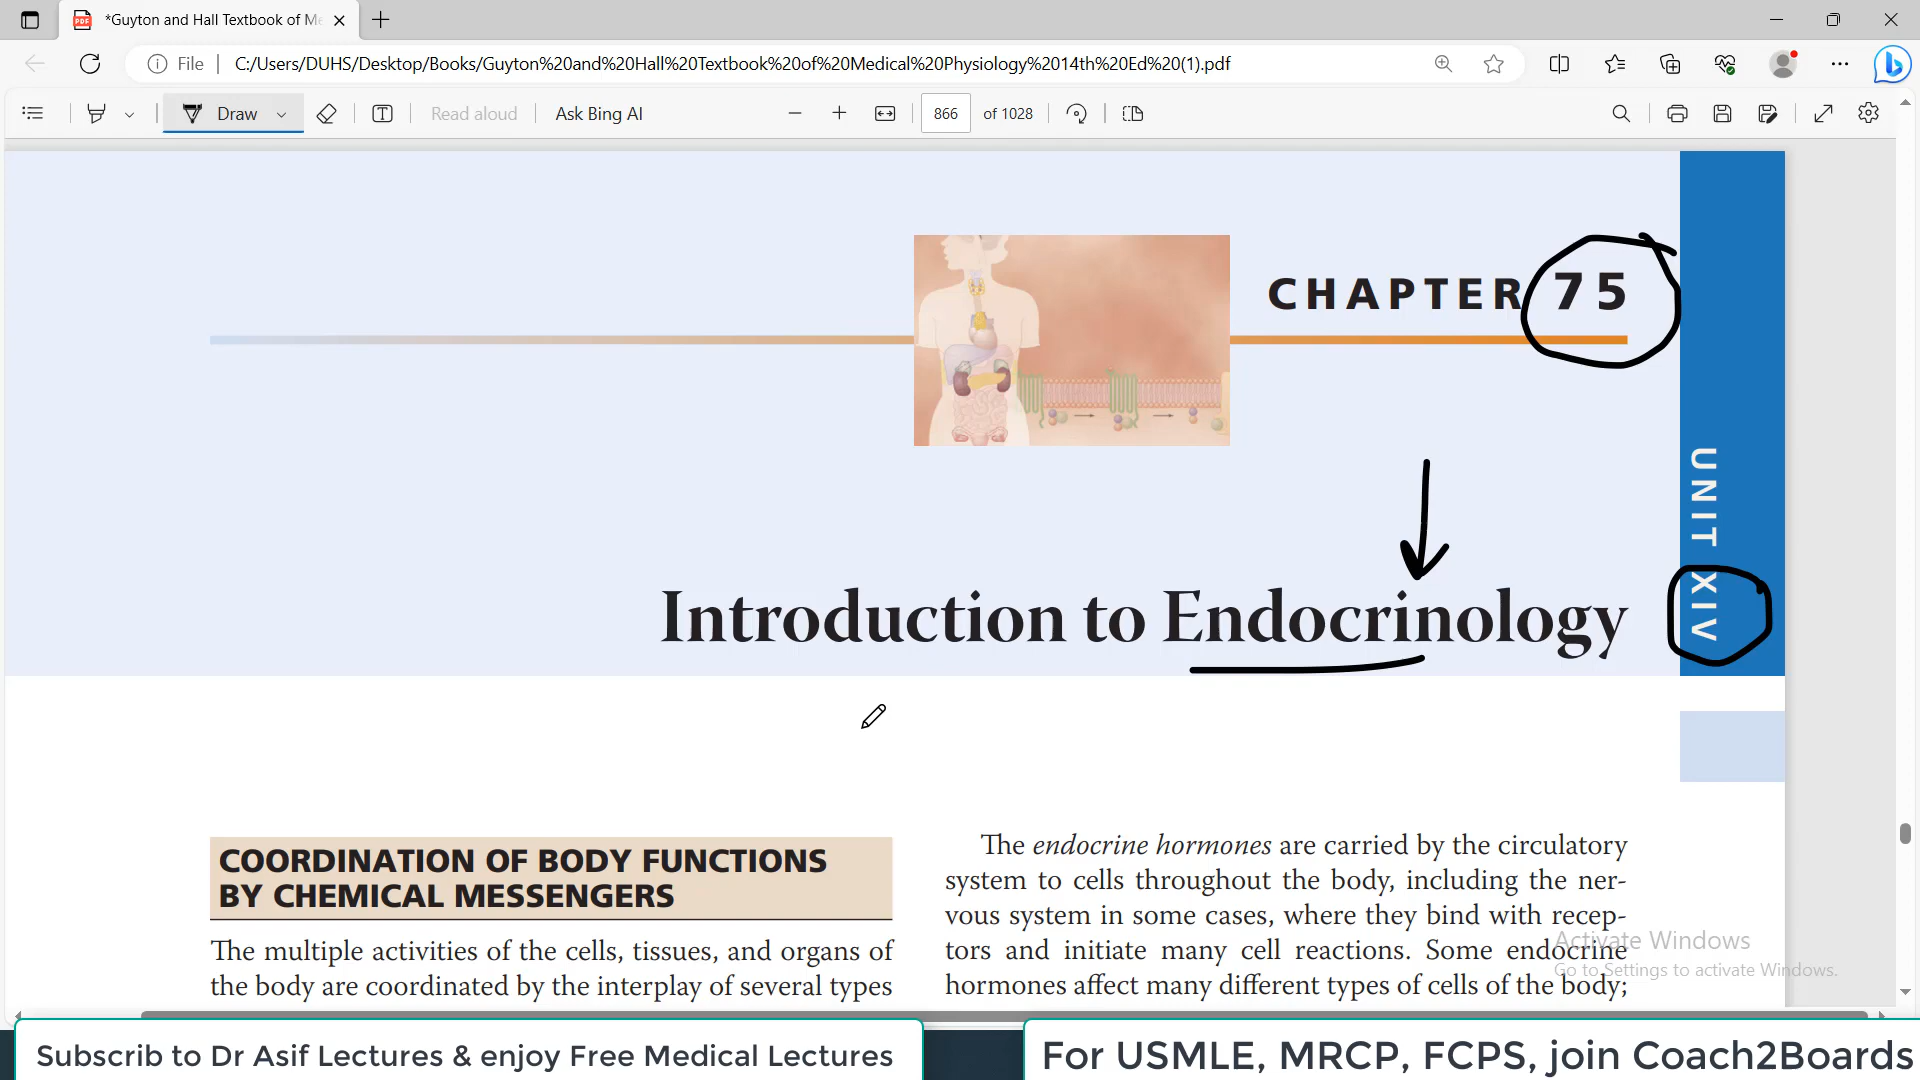 *Guyton and Hall Textbook of Me
File
C:/Users/DUHS/Desktop/Books/Guyton%20and%20Hall%20Textbook%20of%20Medical%20Physiology%2014th%20Ed%20(1).pdf
Draw
Read aloud
Ask Bing AI
866 of 1028
CHAPTER 75
UNIT XIV
Introduction to Endocrinology
COORDINATION OF BODY FUNCTIONS
BY CHEMICAL MESSENGERS
The multiple activities of the cells, tissues, and organs of
the body are coordinated by the interplay of several types
The endocrine hormones are carried by the circulatory
system to cells throughout the body, including the ner-
vous system in some cases, where they bind with recep-
tors and initiate many cell reactions. Some endocrine
hormones affect many different types of cells of the body;
Activate Windows
Go to Settings to activate Windows.
Subscrib to Dr Asif Lectures & enjoy Free Medical Lectures
For USMLE, MRCP, FCPS, join Coach2Boards